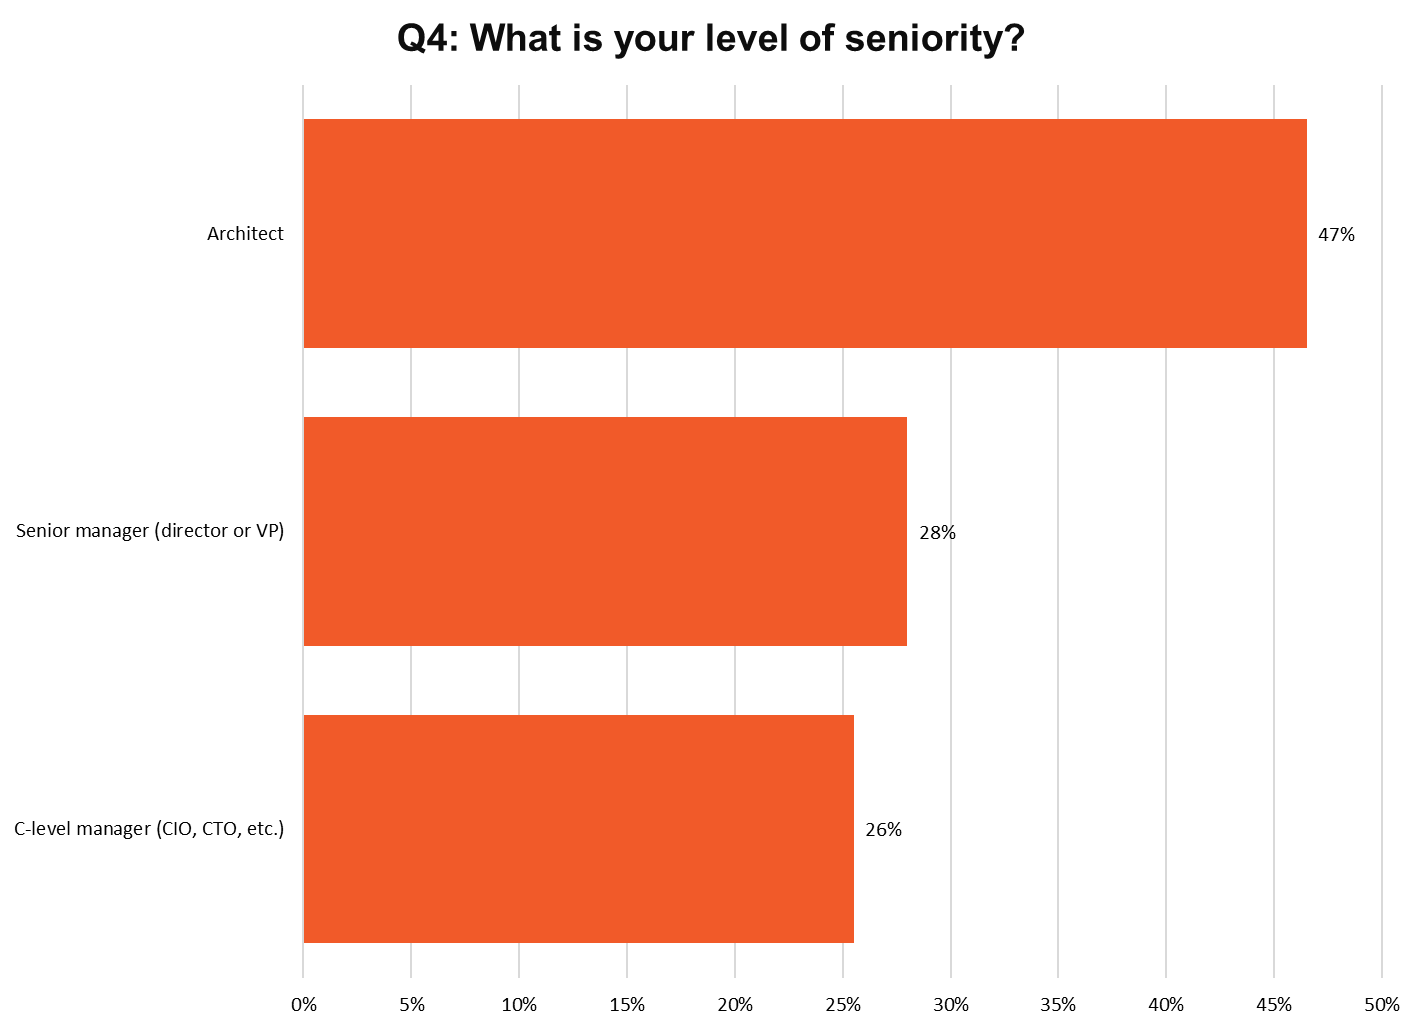 Q4: What is your level of seniority?
Architect
47%
Senior manager (director or VP)
28%
C-level manager (CIO, CTO, etc.)
26%
0% 5% 10% 15% 20% 25% 30% 35% 40% 45% 50%